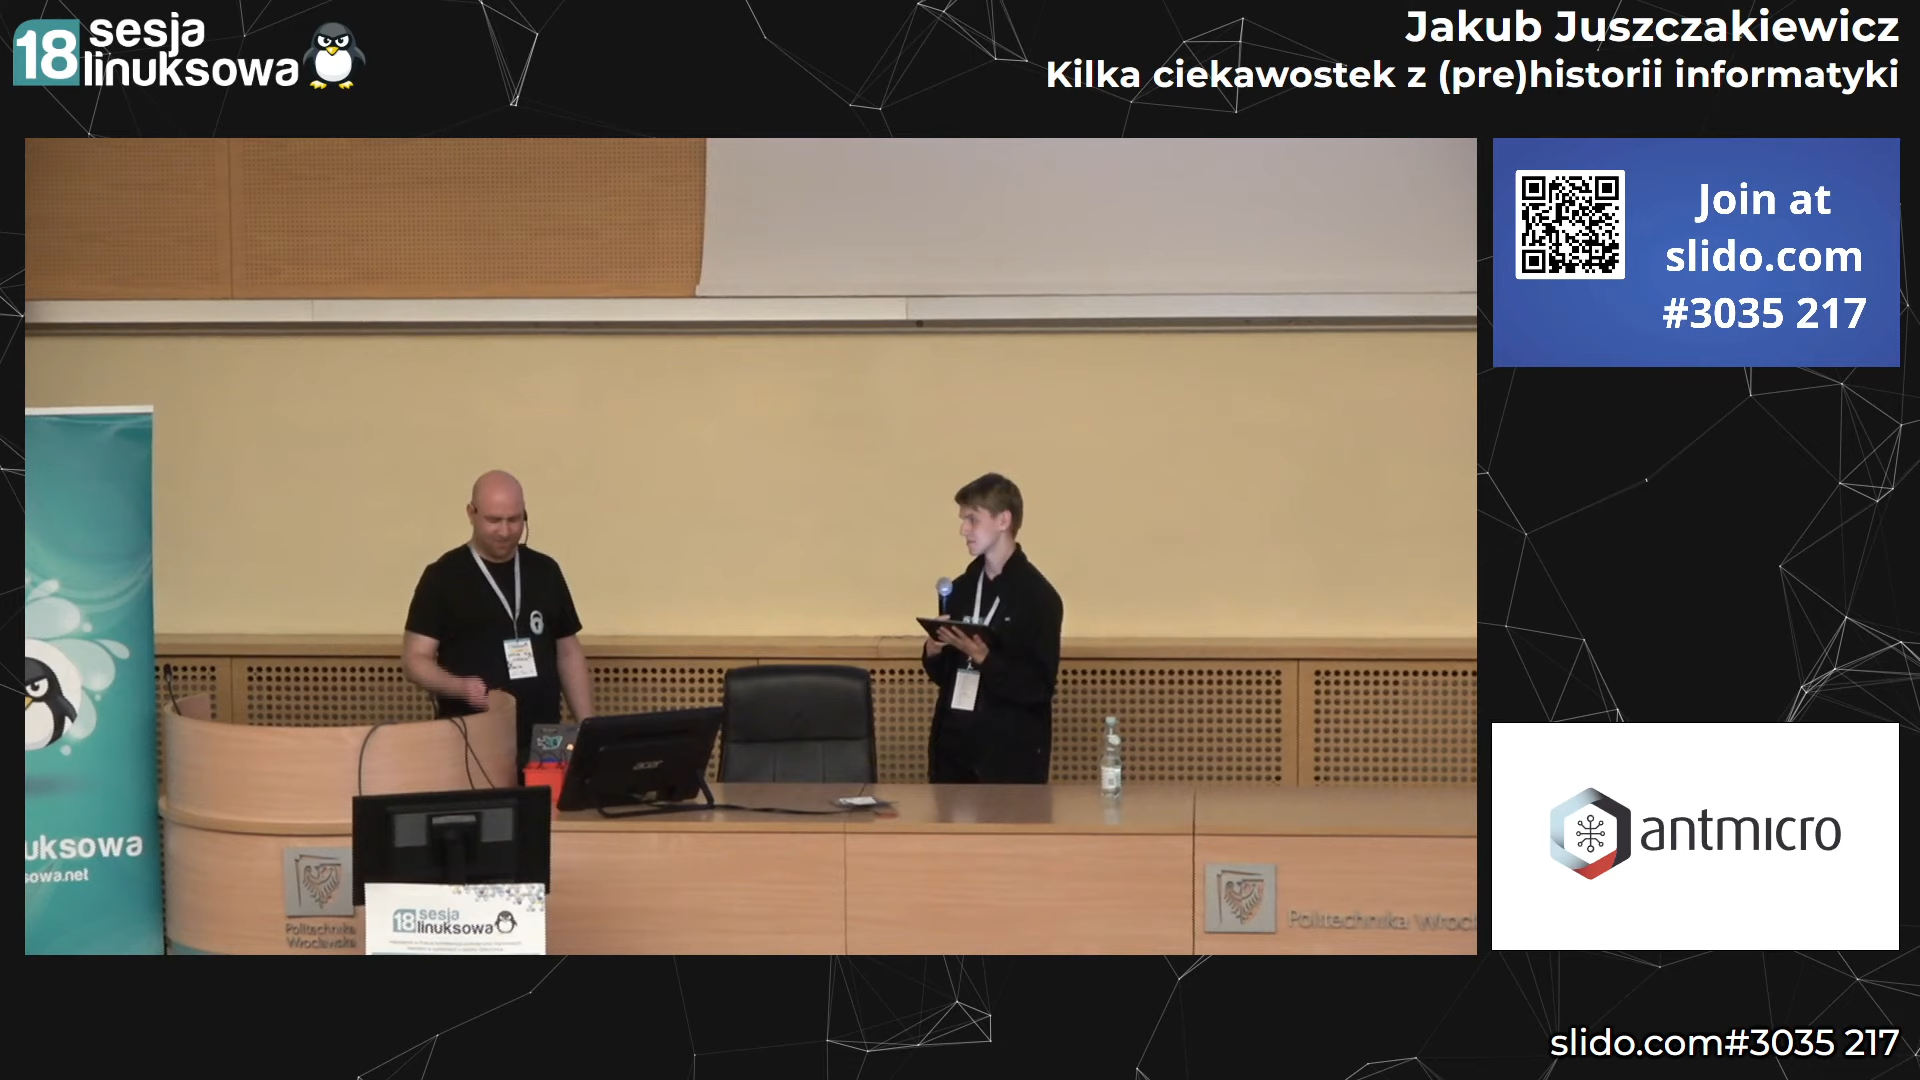 18 sesja
linuksowa
Jakub Juszczakiewicz
Kilka ciekawostek z (pre)historii informatyki
Join at
slido.com
#3035 217
acer
uksowa
sowa.net
Politechnika
Wrocławska
18 sesja
linuksowa
Politechnika Wroc
antmicro
slido.com#3035 217